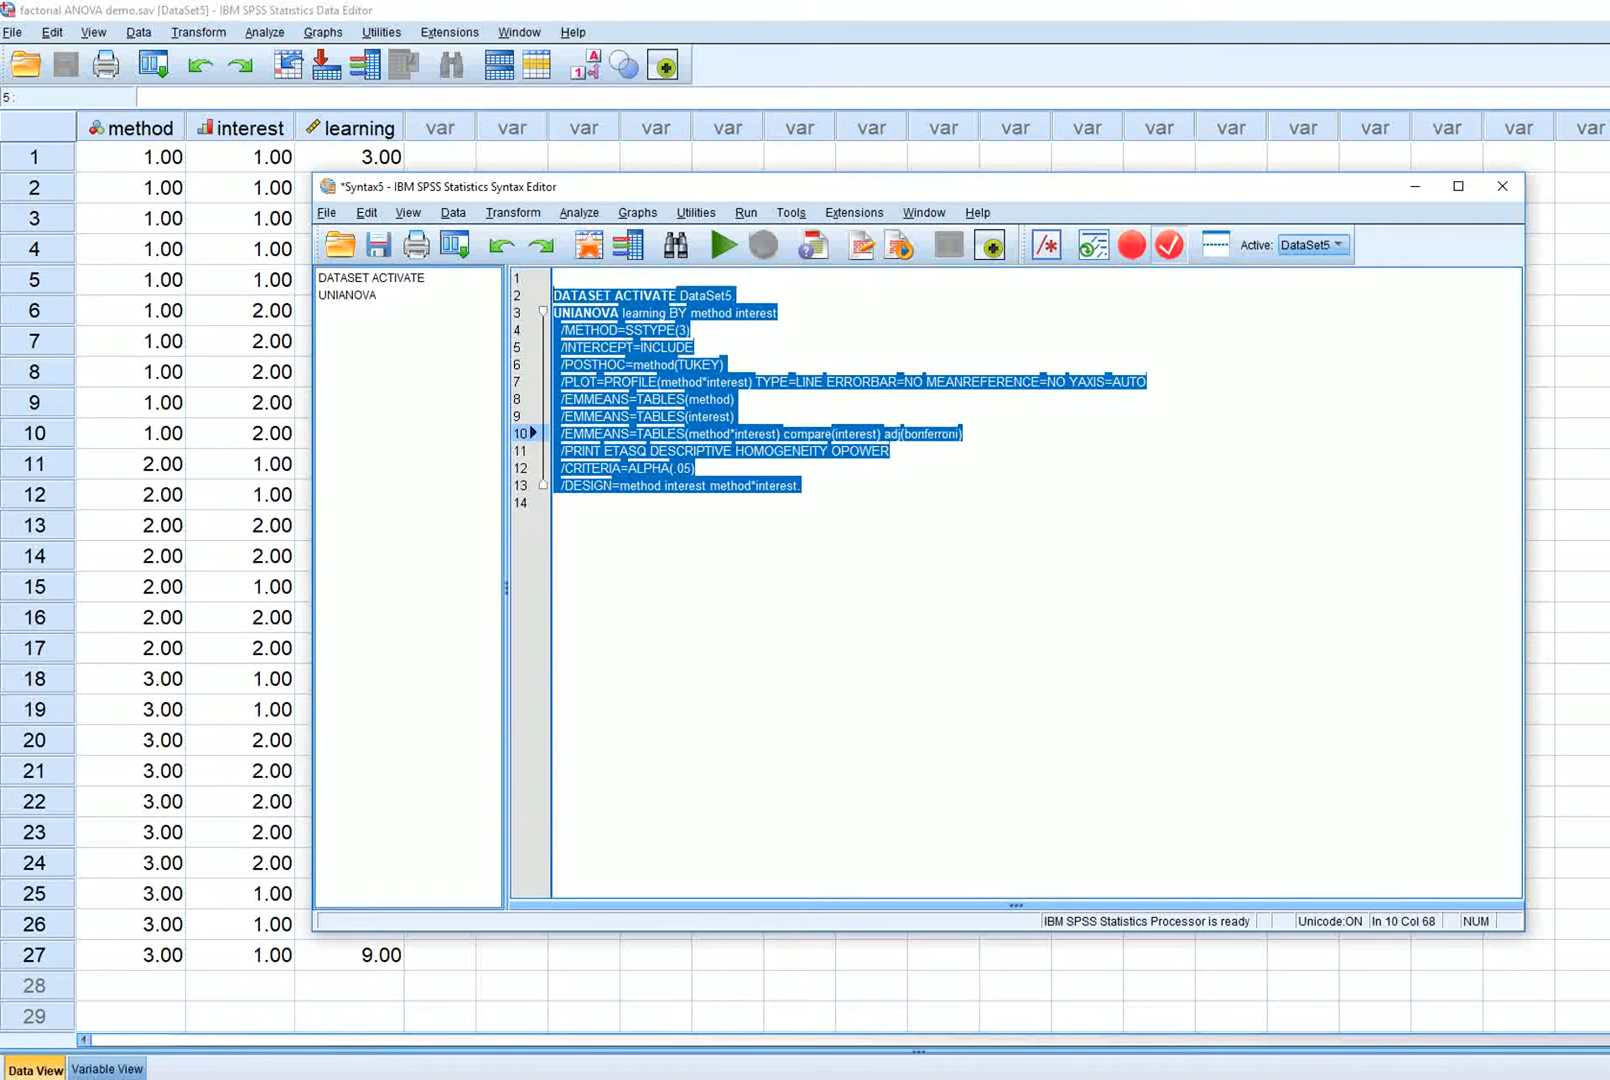 factorial ANOVA demo.sav [DataSet5] - IBM SPSS Statistics Data Editor
File Edit View Data Transform Analyze Graphs Utilities Extensions Window Help
5 :
method interest learning var var var var var var var var var var var var var var var var var
1 1.00 1.00 3.00
2 1.00 1.00
3 1.00 1.00
4 1.00 1.00
5 1.00 1.00
6 1.00 2.00
7 1.00 2.00
8 1.00 2.00
9 1.00 2.00
10 1.00 2.00
11 2.00 1.00
12 2.00 1.00
13 2.00 2.00
14 2.00 2.00
15 2.00 1.00
16 2.00 2.00
17 2.00 2.00
18 3.00 1.00
19 3.00 1.00
20 3.00 2.00
21 3.00 2.00
22 3.00 2.00
23 3.00 2.00
24 3.00 2.00
25 3.00 1.00
26 3.00 1.00
27 3.00 1.00 9.00
28
29
Data View Variable View
*Syntax5 - IBM SPSS Statistics Syntax Editor
File Edit View Data Transform Analyze Graphs Utilities Run Tools Extensions Window Help
Active: DataSet5
DATASET ACTIVATE
UNIANOVA
1
2 DATASET ACTIVATE DataSet5.
3 UNIANOVA learning BY method interest
4 /METHOD=SSTYPE(3)
5 /INTERCEPT=INCLUDE
6 /POSTHOC=method(TUKEY)
7 /PLOT=PROFILE(method*interest) TYPE=LINE ERRORBAR=NO MEANREFERENCE=NO YAXIS=AUTO
8 /EMMEANS=TABLES(method)
9 /EMMEANS=TABLES(interest)
10 /EMMEANS=TABLES(method*interest) compare(interest) adj(bonferroni)
11 /PRINT ETASQ DESCRIPTIVE HOMOGENEITY OPOWER
12 /CRITERIA=ALPHA(.05)
13 /DESIGN=method interest method*interest.
14
IBM SPSS Statistics Processor is ready Unicode:ON In 10 Col 68 NUM